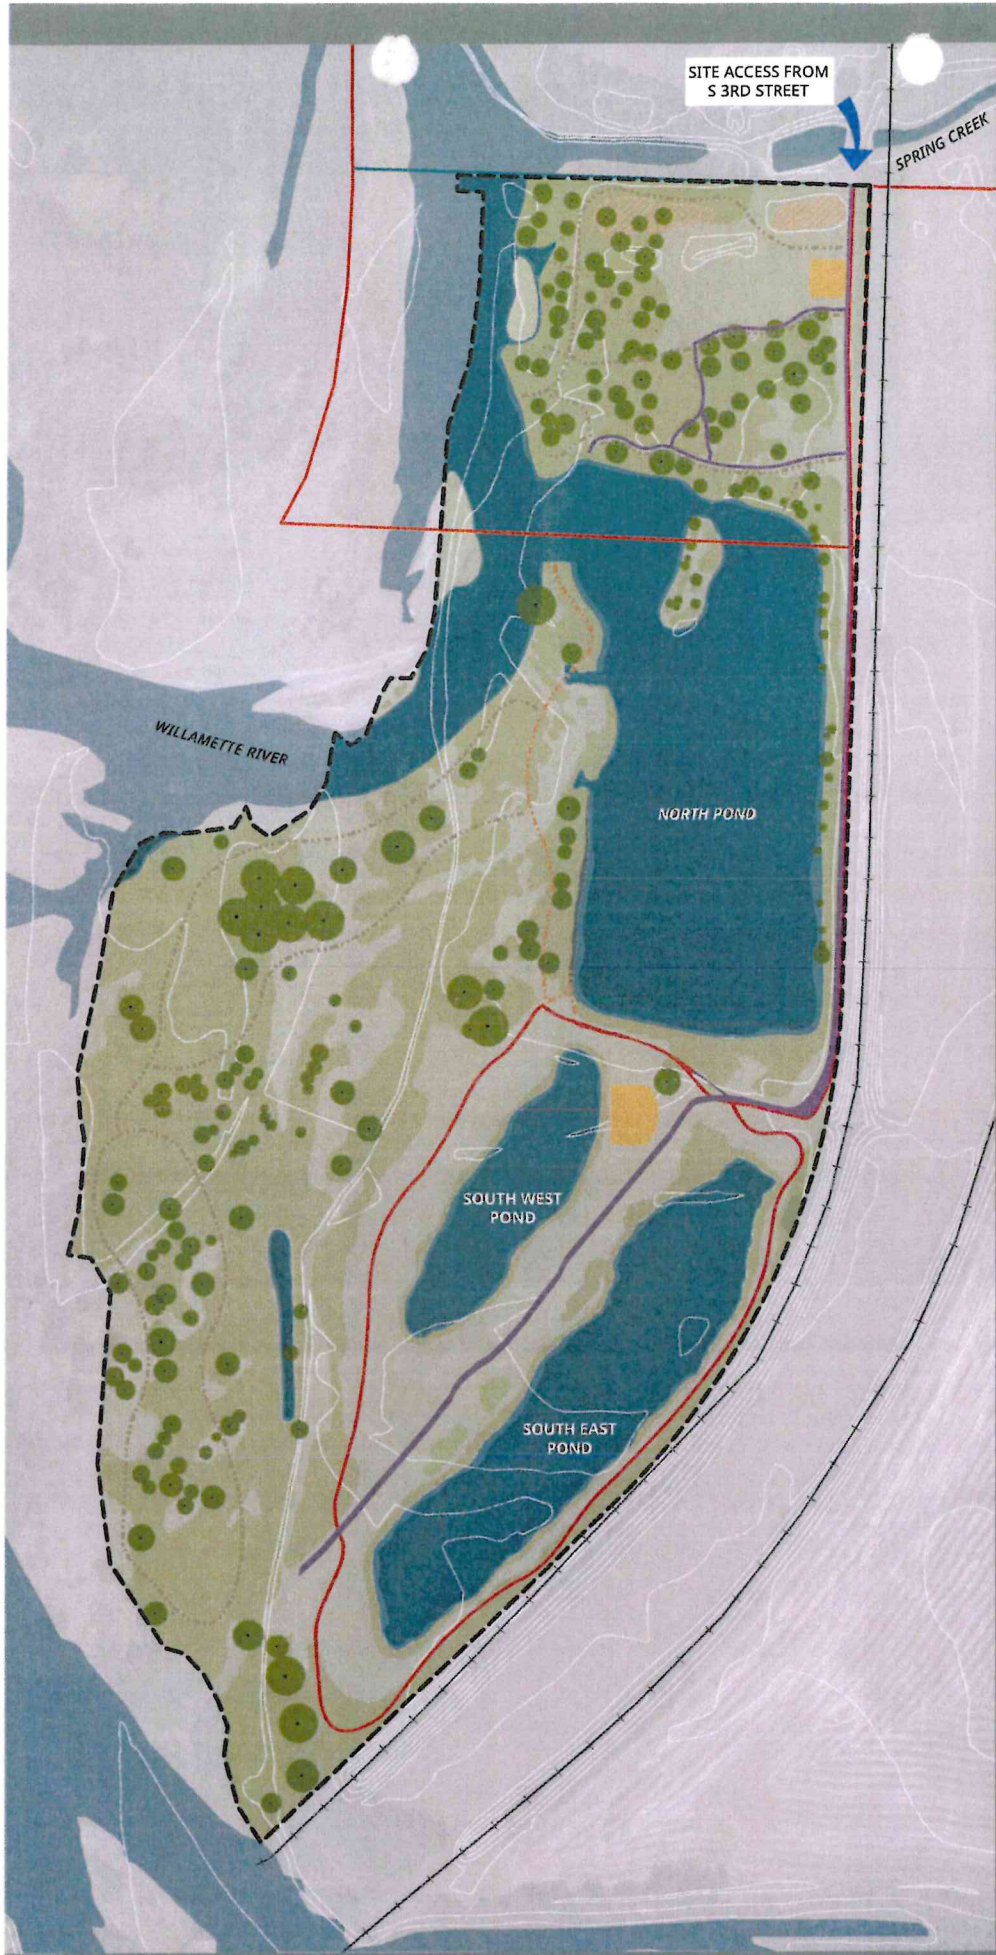 SITE ACCESS FROM
S 3RD STREET
SPRING CREEK
WILLAMETTE RIVER
NORTH POND
SOUTH WEST
POND
SOUTH EAST
POND